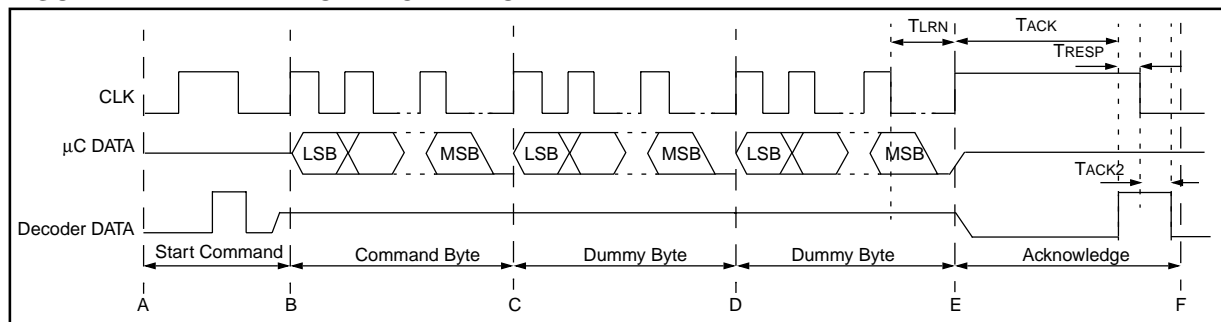 TLRN
TACK
TRESP
CLK
µC DATA
LSB
MSB
LSB
MSB
LSB
MSB
TACK2
Decoder DATA
Start Command
Command Byte
Dummy Byte
Dummy Byte
Acknowledge
A
B
C
D
E
F